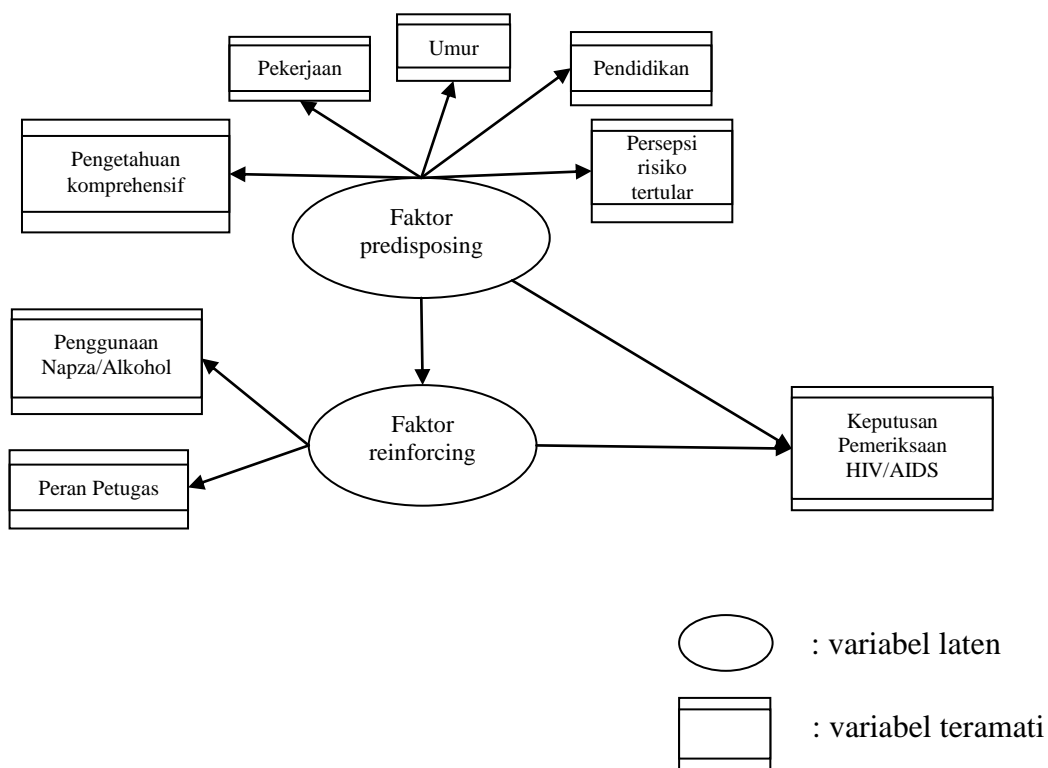 Umur
Pekerjaan
Pendidikan
Pengetahuan
komprehensif
Persepsi
risiko
tertular
Faktor
predisposing
Penggunaan
Napza/Alkohol
Faktor
reinforcing
Keputusan
Pemeriksaan
HIV/AIDS
Peran Petugas
: variabel laten
: variabel teramati